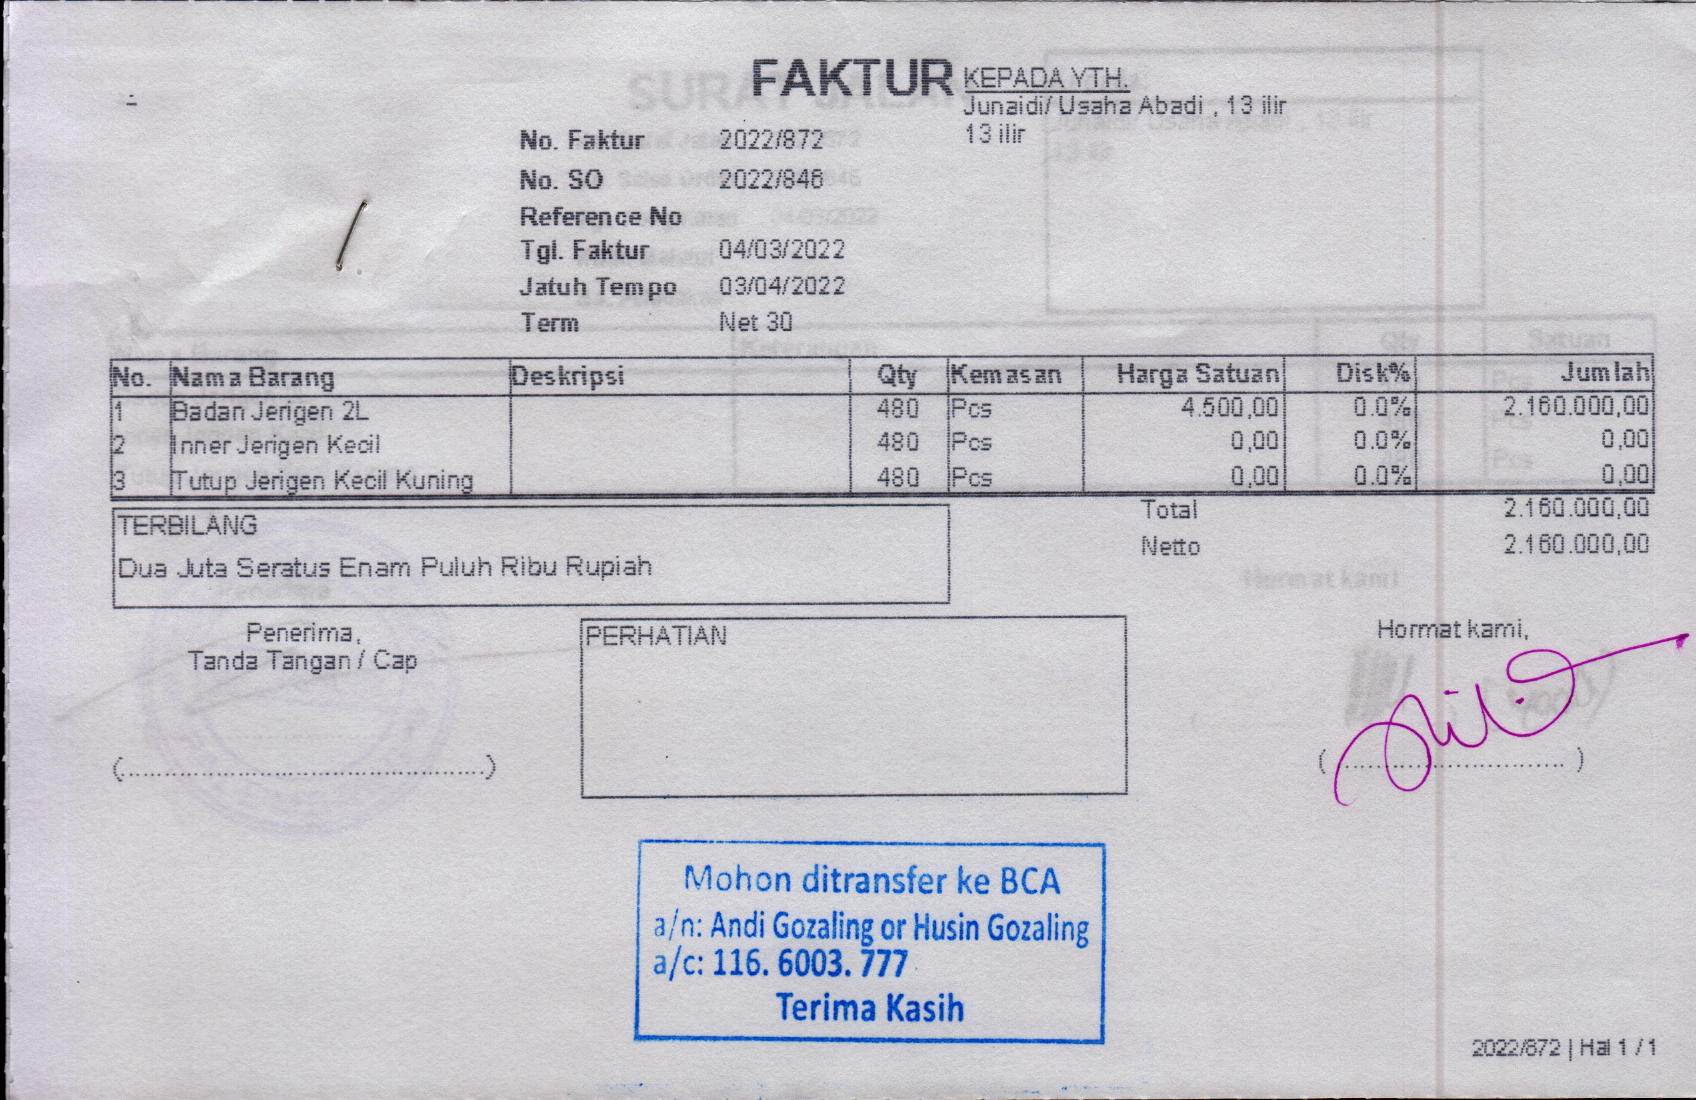 FAKTUR
KEPADA YTH.
Junaidi/ Usaha Abadi , 13 ilir
13 ilir
No. Faktur 2022/872
No. SO 2022/846
Reference No
Tgl. Faktur 04/03/2022
Jatuh Tempo 03/04/2022
Term Net 30
No. Nama Barang Deskripsi Qty Kemasan Harga Satuan Disk% Jumlah
1 Badan Jerigen 2L 480 Pcs 4.500,00 0.0% 2.160.000,00
2 Inner Jerigen Kecil 480 Pcs 0,00 0.0% 0,00
3 Tutup Jerigen Kecil Kuning 480 Pcs 0,00 0.0% 0,00
Total 2.160.000,00
Netto 2.160.000,00
TERBILANG
Dua Juta Seratus Enam Puluh Ribu Rupiah
Penerima,
Tanda Tangan / Cap
PERHATIAN
Hormat kami,
Mohon ditransfer ke BCA
a/n: Andi Gozaling or Husin Gozaling
a/c: 116. 6003. 777
Terima Kasih
2022/872 | Hal 1 / 1